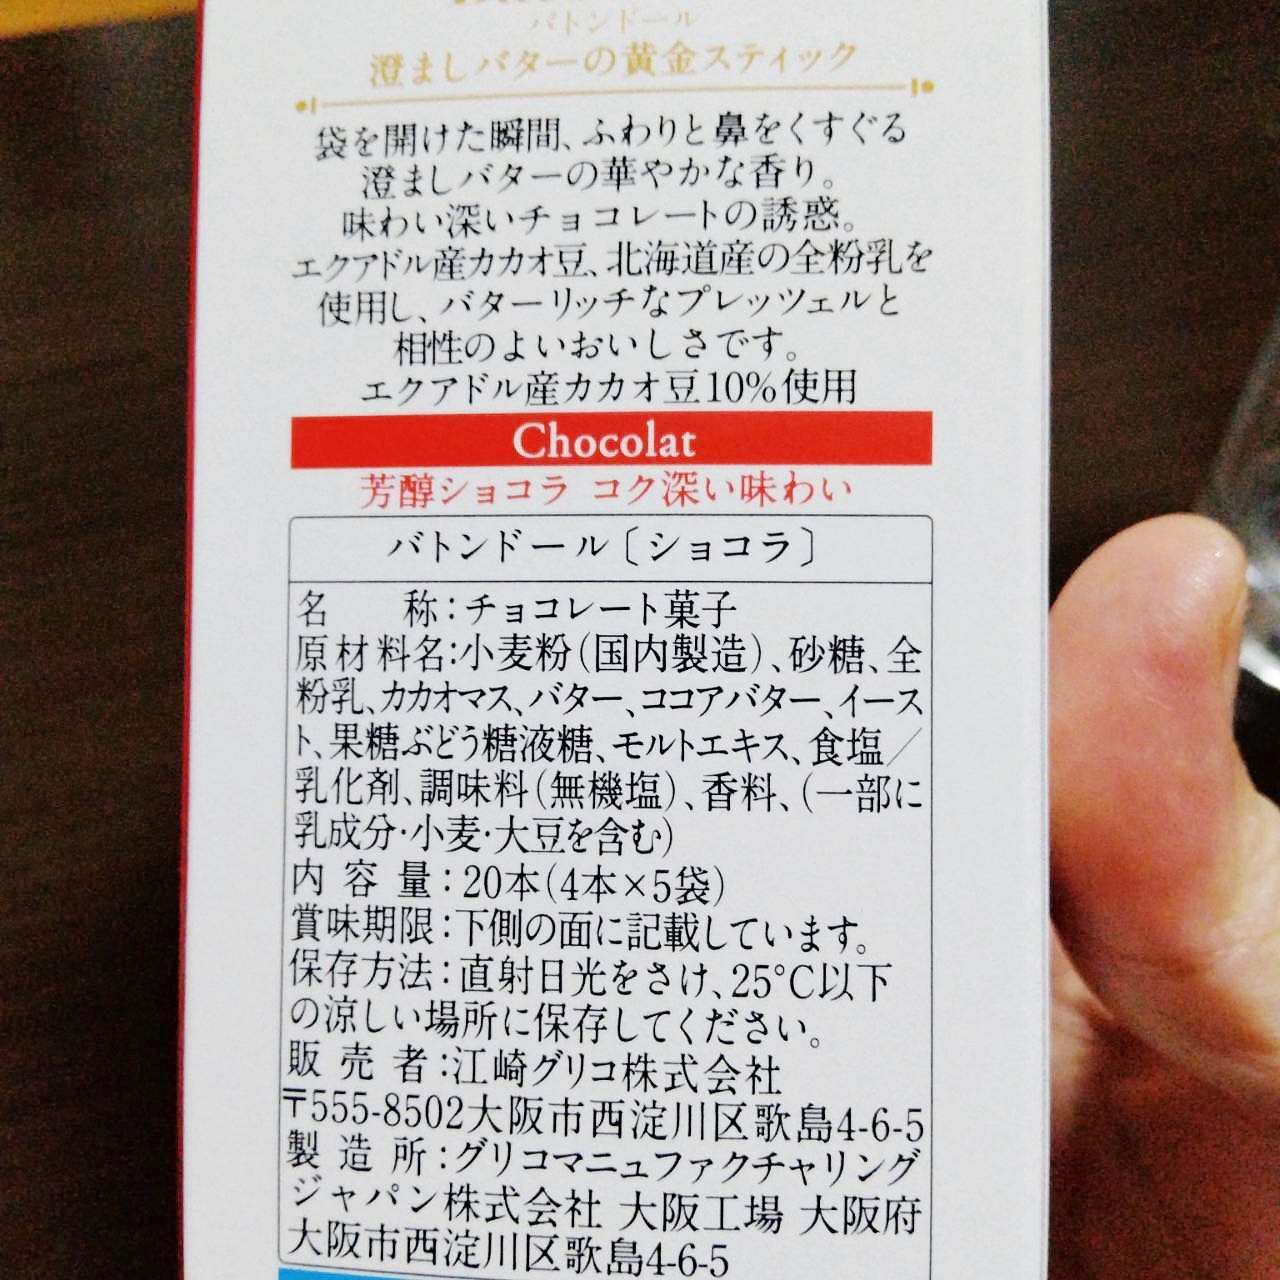 バトンドール
澄ましバターの黄金スティック
袋を開けた瞬間、ふわりと鼻をくすぐる
澄ましバターの華やかな香り。
味わい深いチョコレートの誘惑。
エクアドル産カカオ豆、北海道産の全粉乳を
使用し、バターリッチなプレッツェルと
相性のよいおいしさです。
エクアドル産カカオ豆10%使用
Chocolat
芳醇ショコラ コク深い味わい
バトンドール〔ショコラ〕
名 称：チョコレート菓子
原材料名：小麦粉（国内製造）、砂糖、全
粉乳、カカオマス、バター、ココアバター、イース
ト、果糖ぶどう糖液糖、モルトエキス、食塩／
乳化剤、調味料（無機塩）、香料、（一部に
乳成分・小麦・大豆を含む）
内 容 量：20本（4本×5袋）
賞味期限：下側の面に記載しています。
保存方法：直射日光をさけ、25℃以下
の涼しい場所に保存してください。
販 売 者：江崎グリコ株式会社
〒555-8502大阪市西淀川区歌島4-6-5
製 造 所：グリコマニュファクチャリング
ジャパン株式会社 大阪工場 大阪府
大阪市西淀川区歌島4-6-5